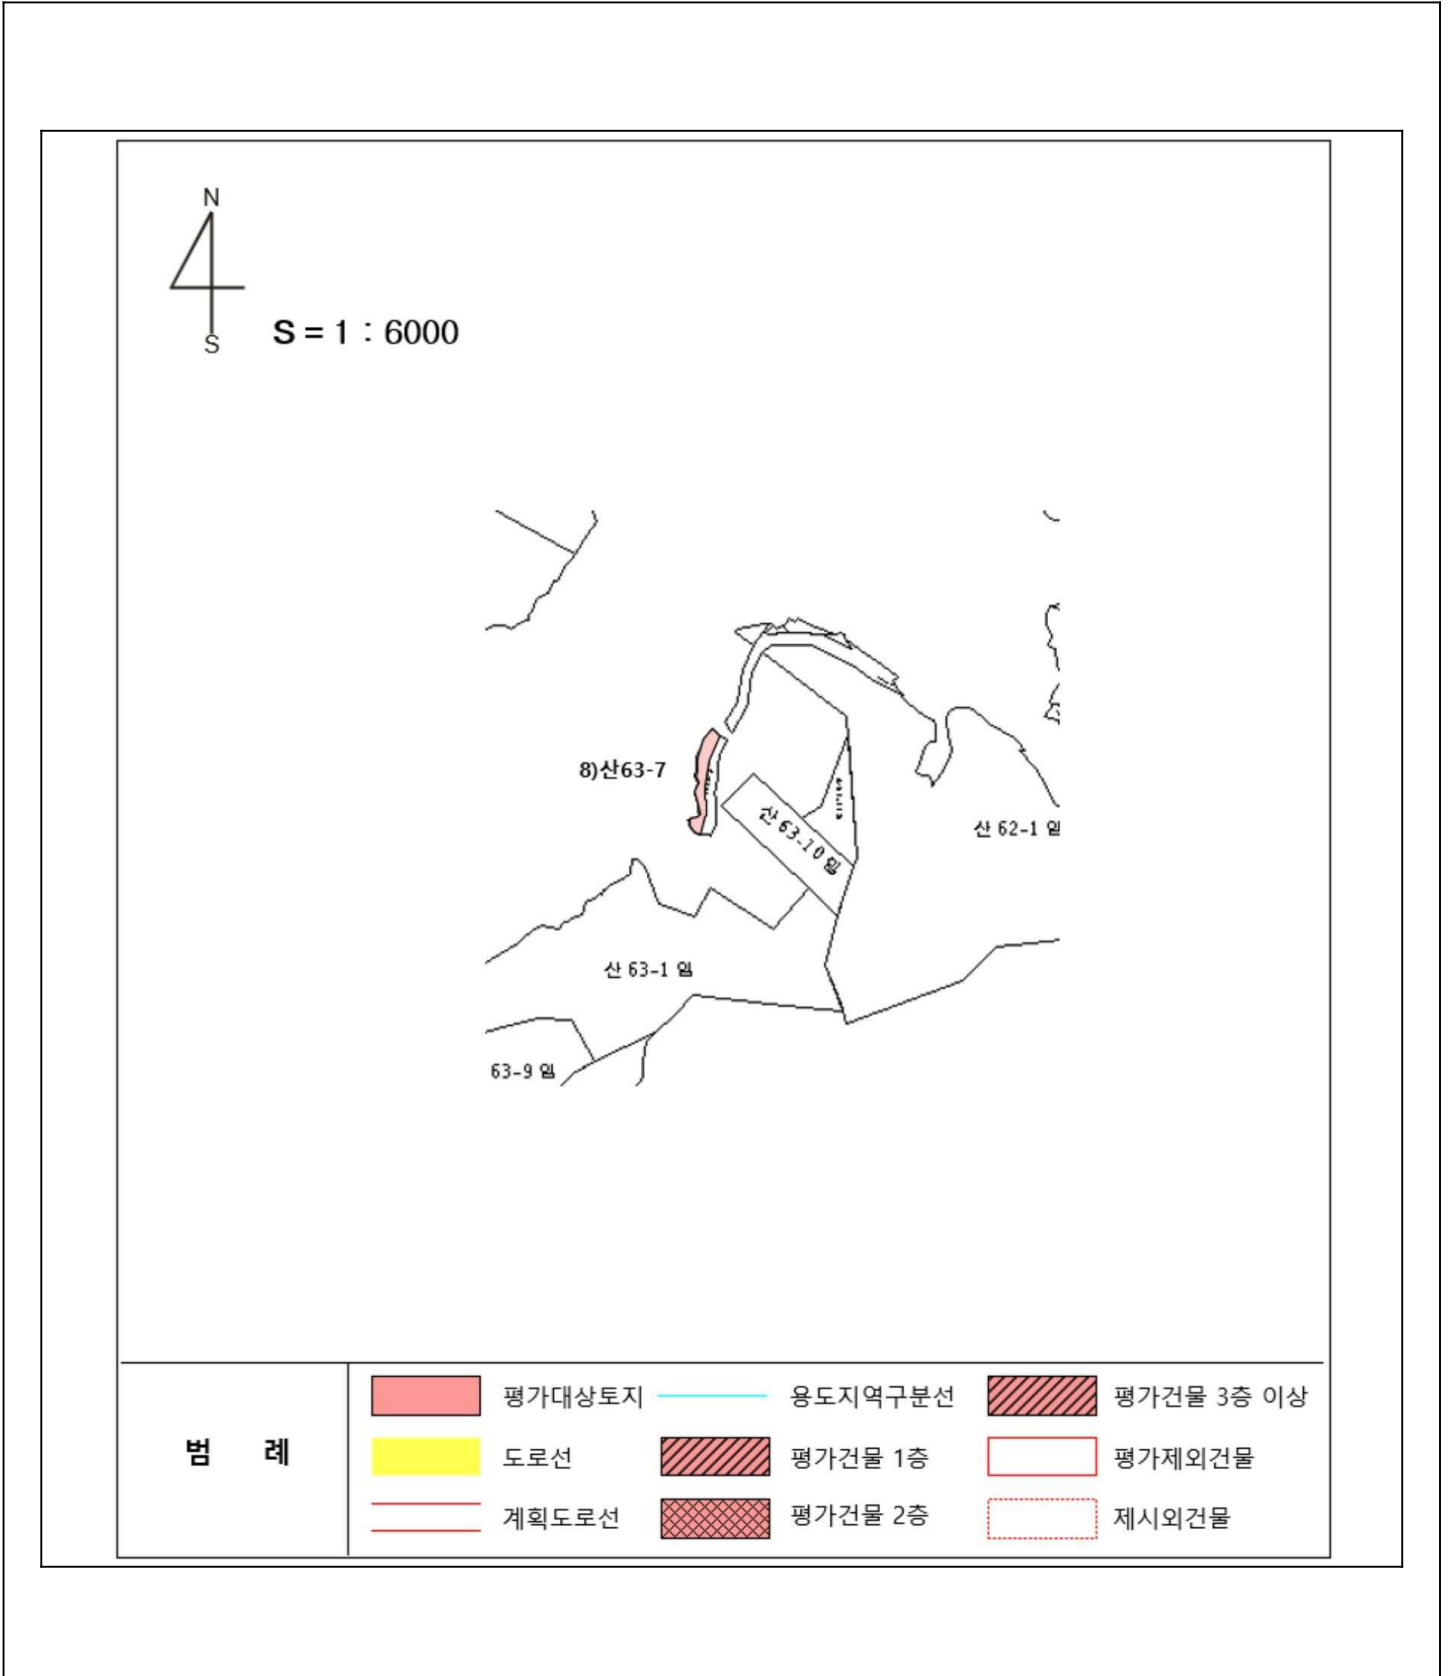 N
S
S = 1 : 6000
8)산63-7
산 63-10 임
산 62-1 임
산 63-1 임
63-9 임
범 례
평가대상토지
용도지역구분선
평가건물 3층 이상
도로선
평가건물 1층
평가제외건물
계획도로선
평가건물 2층
제시외건물